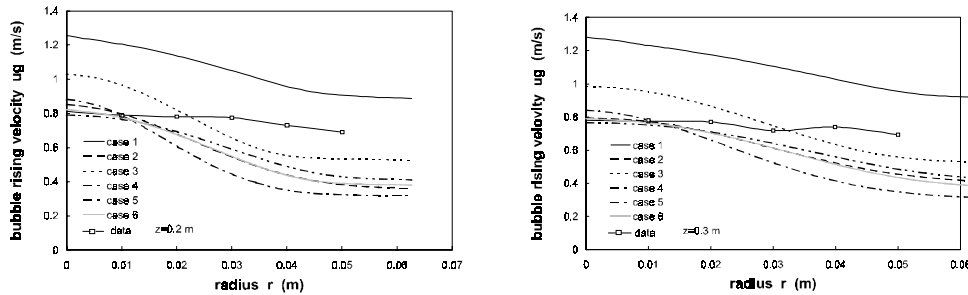 bubble rising velocity ug (m/s)
1.4
1.2
1
0.8
0.6
0.4
0.2
0
case 1
case 2
case 3
case 4
case 5
case 6
data
z=0.2 m
0 0.01 0.02 0.03 0.04 0.05 0.06 0.07
radius r (m)
bubble rising velovity ug (m/s)
1.4
1.2
1
0.8
0.6
0.4
0.2
0
case 1
case 2
case 3
case 4
case 5
case 6
data
z=0.3 m
0 0.01 0.02 0.03 0.04 0.05 0.06
radius r (m)